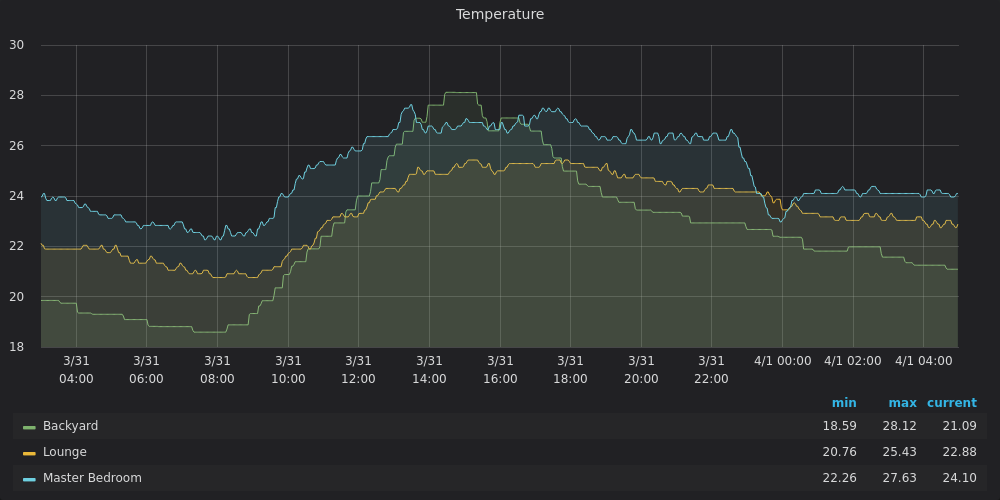 Temperature
30
28
26
24
22
20
18
3/31 3/31 3/31 3/31 3/31 3/31 3/31 3/31 3/31 3/31 4/1 00:00 4/1 02:00 4/1 04:00
04:00 06:00 08:00 10:00 12:00 14:00 16:00 18:00 20:00 22:00
min max current
Backyard 18.59 28.12 21.09
Lounge 20.76 25.43 22.88
Master Bedroom 22.26 27.63 24.10